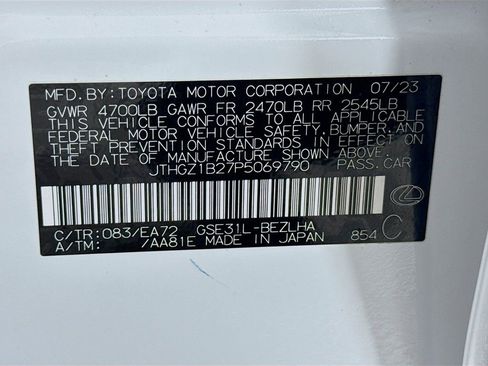 MFD.BY:TOYOTA MOTOR CORPORATION 07/23
GVWR 4700LB GAWR FR 2470LB RR 2545LB
THIS VEHICLE CONFORMS TO ALL APPLICABLE
FEDERAL MOTOR VEHICLE SAFETY,BUMPER,AND
THEFT PREVENTION STANDARDS IN EFFECT ON
THE DATE OF MANUFACTURE SHOWN ABOVE.
JTHGZ1B27P5069790 PASS.CAR
C/TR:083/EA72 GSE31L-BEZLHA
A/TM: /AA81E MADE IN JAPAN 854 C